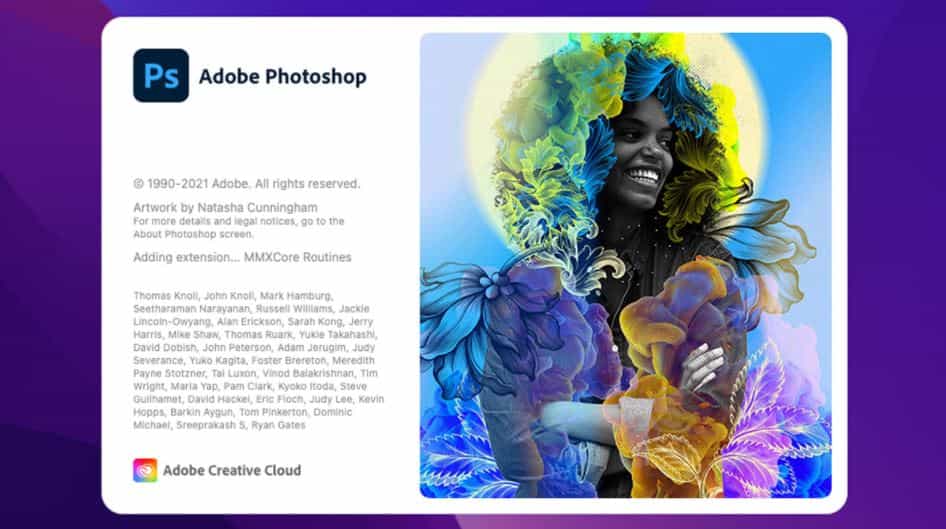 Ps
Adobe Photoshop
© 1990-2021 Adobe. All rights reserved.
Artwork by Natasha Cunningham
For more details and legal notices, go to the
About Photoshop screen.
Adding extension... MMXCore Routines
Thomas Knoll, John Knoll, Mark Hamburg,
Seetharaman Narayanan, Russell Williams, Jackie
Lincoln-Owyang, Alan Erickson, Sarah Kong, Jerry
Harris, Mike Shaw, Thomas Ruark, Yukie Takahashi,
David Dobish, John Peterson, Adam Jerugim, Judy
Severance, Yuko Kagita, Foster Brereton, Meredith
Payne Stotzner, Tai Luxon, Vinod Balakrishnan, Tim
Wright, Maria Yap, Pam Clark, Kyoko Itoda, Steve
Guilhamet, David Hackel, Eric Floch, Judy Lee, Kevin
Hopps, Barkin Aygun, Tom Pinkerton, Dominic
Michael, Sreeprakash S, Ryan Gates
Adobe Creative Cloud